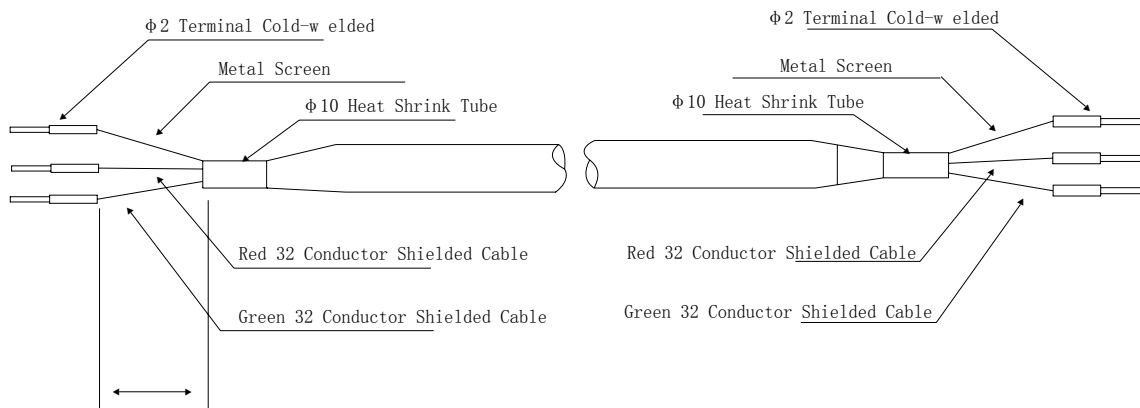 φ2 Terminal Cold-w elded
φ2 Terminal Cold-w elded
Metal Screen
Metal Screen
φ10 Heat Shrink Tube
φ10 Heat Shrink Tube
Red 32 Conductor Shielded Cable
Red 32 Conductor Shielded Cable
Green 32 Conductor Shielded Cable
Green 32 Conductor Shielded Cable